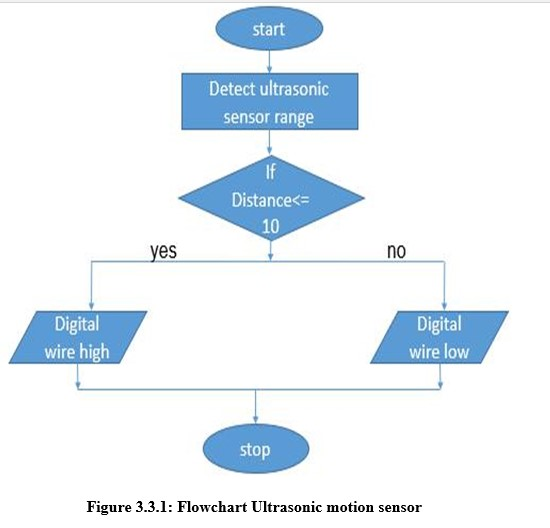 start
Detect ultrasonic
sensor range
If
Distance<=
10
yes
no
Digital
wire high
Digital
wire low
stop
Figure 3.3.1: Flowchart Ultrasonic motion sensor